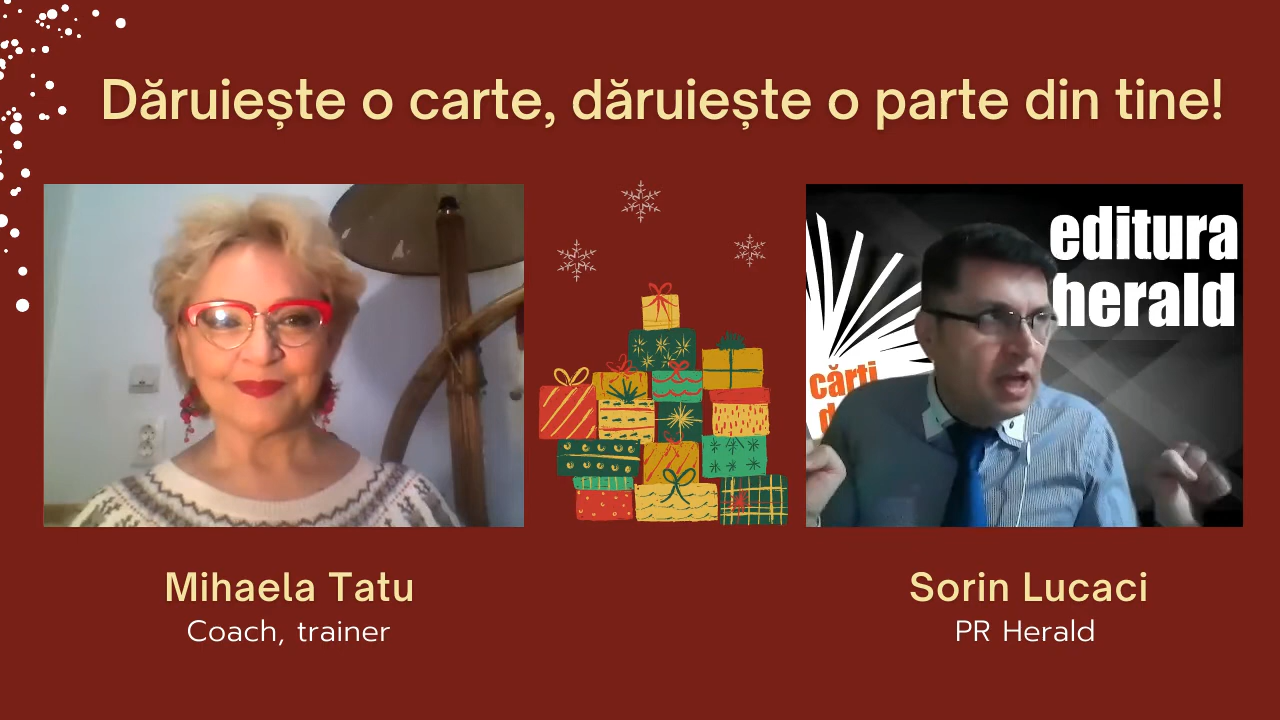 Dăruiește o carte, dăruiește o parte din tine!
editura
herald
cărți
Mihaela Tatu
Coach, trainer
Sorin Lucaci
PR Herald